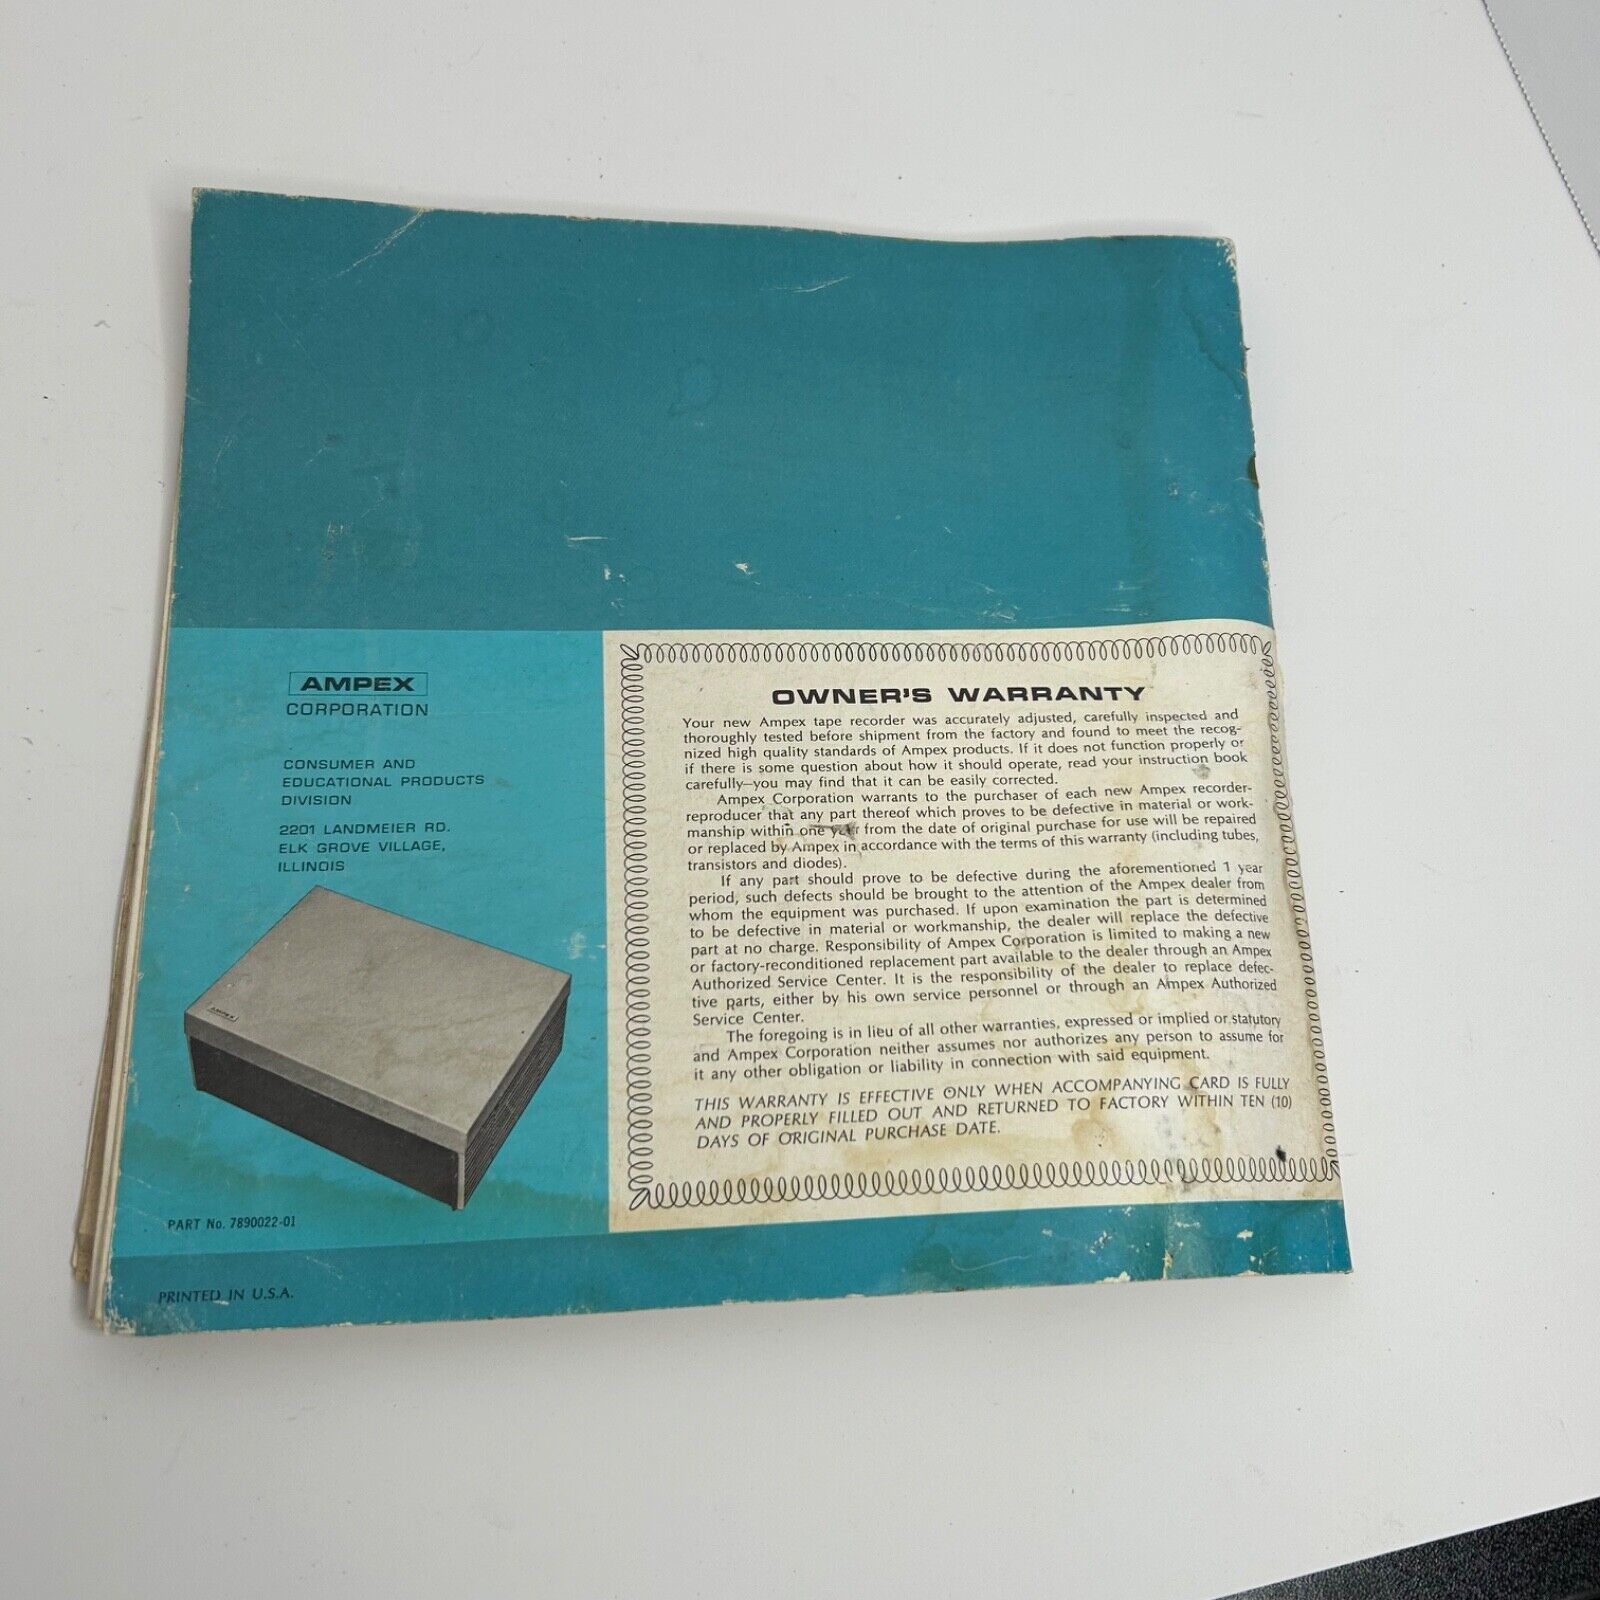 AMPEX
CORPORATION
CONSUMER AND
EDUCATIONAL PRODUCTS
DIVISION
2201 LANDMEIER RD.
ELK GROVE VILLAGE,
ILLINOIS
AMPEX
PART No. 7890022-01
PRINTED IN U.S.A.
OWNER'S WARRANTY
Your new Ampex tape recorder was accurately adjusted, carefully inspected and
thoroughly tested before shipment from the factory and found to meet the recog-
nized high quality standards of Ampex products. If it does not function properly or
if there is some question about how it should operate, read your instruction book
carefully—you may find that it can be easily corrected.
Ampex Corporation warrants to the purchaser of each new Ampex recorder-
reproducer that any part thereof which proves to be defective in material or work-
manship within one year from the date of original purchase for use will be repaired
or replaced by Ampex in accordance with the terms of this warranty (including tubes,
transistors and diodes).
If any part should prove to be defective during the aforementioned 1 year
period, such defects should be brought to the attention of the Ampex dealer from
whom the equipment was purchased. If upon examination the part is determined
to be defective in material or workmanship, the dealer will replace the defective
part at no charge. Responsibility of Ampex Corporation is limited to making a new
or factory-reconditioned replacement part available to the dealer through an Ampex
Authorized Service Center. It is the responsibility of the dealer to replace defec-
tive parts, either by his own service personnel or through an Ampex Authorized
Service Center.
The foregoing is in lieu of all other warranties, expressed or implied or statutory
and Ampex Corporation neither assumes nor authorizes any person to assume for
it any other obligation or liability in connection with said equipment.
THIS WARRANTY IS EFFECTIVE ONLY WHEN ACCOMPANYING CARD IS FULLY
AND PROPERLY FILLED OUT AND RETURNED TO FACTORY WITHIN TEN (10)
DAYS OF ORIGINAL PURCHASE DATE.